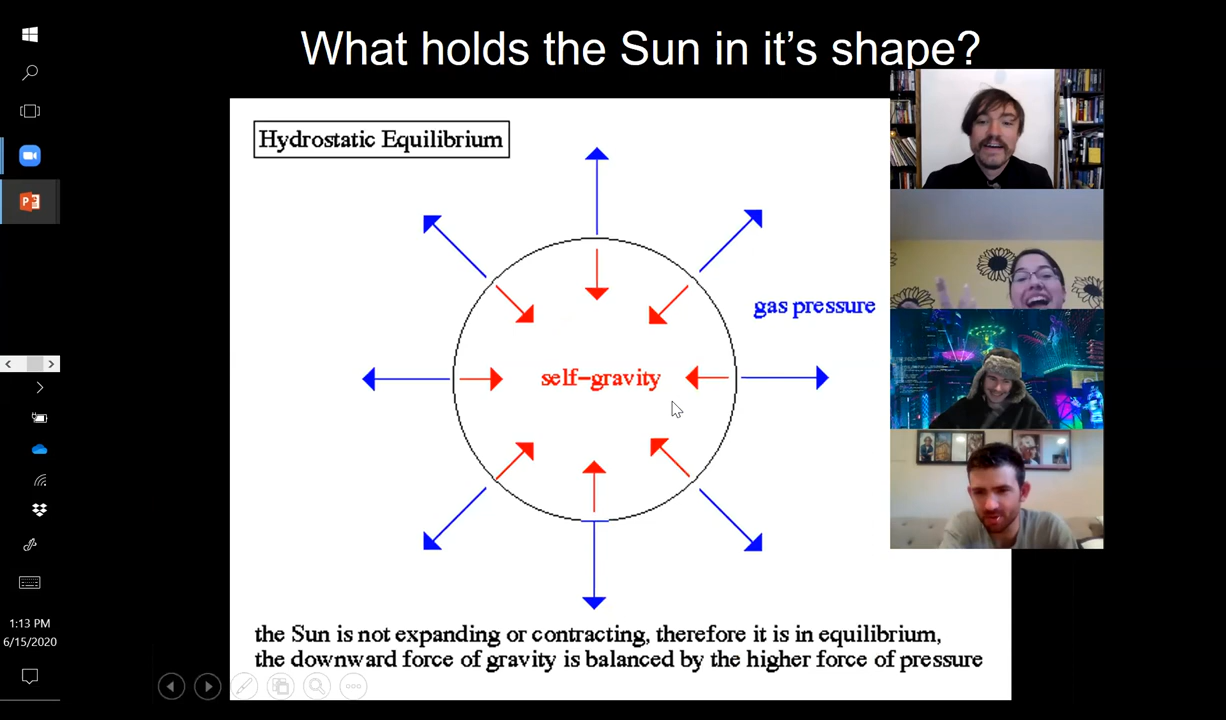 What holds the Sun in it's shape?
Hydrostatic Equilibrium
gas pressure
self-gravity
the Sun is not expanding or contracting, therefore it is in equilibrium,
the downward force of gravity is balanced by the higher force of pressure
1:13 PM
6/15/2020